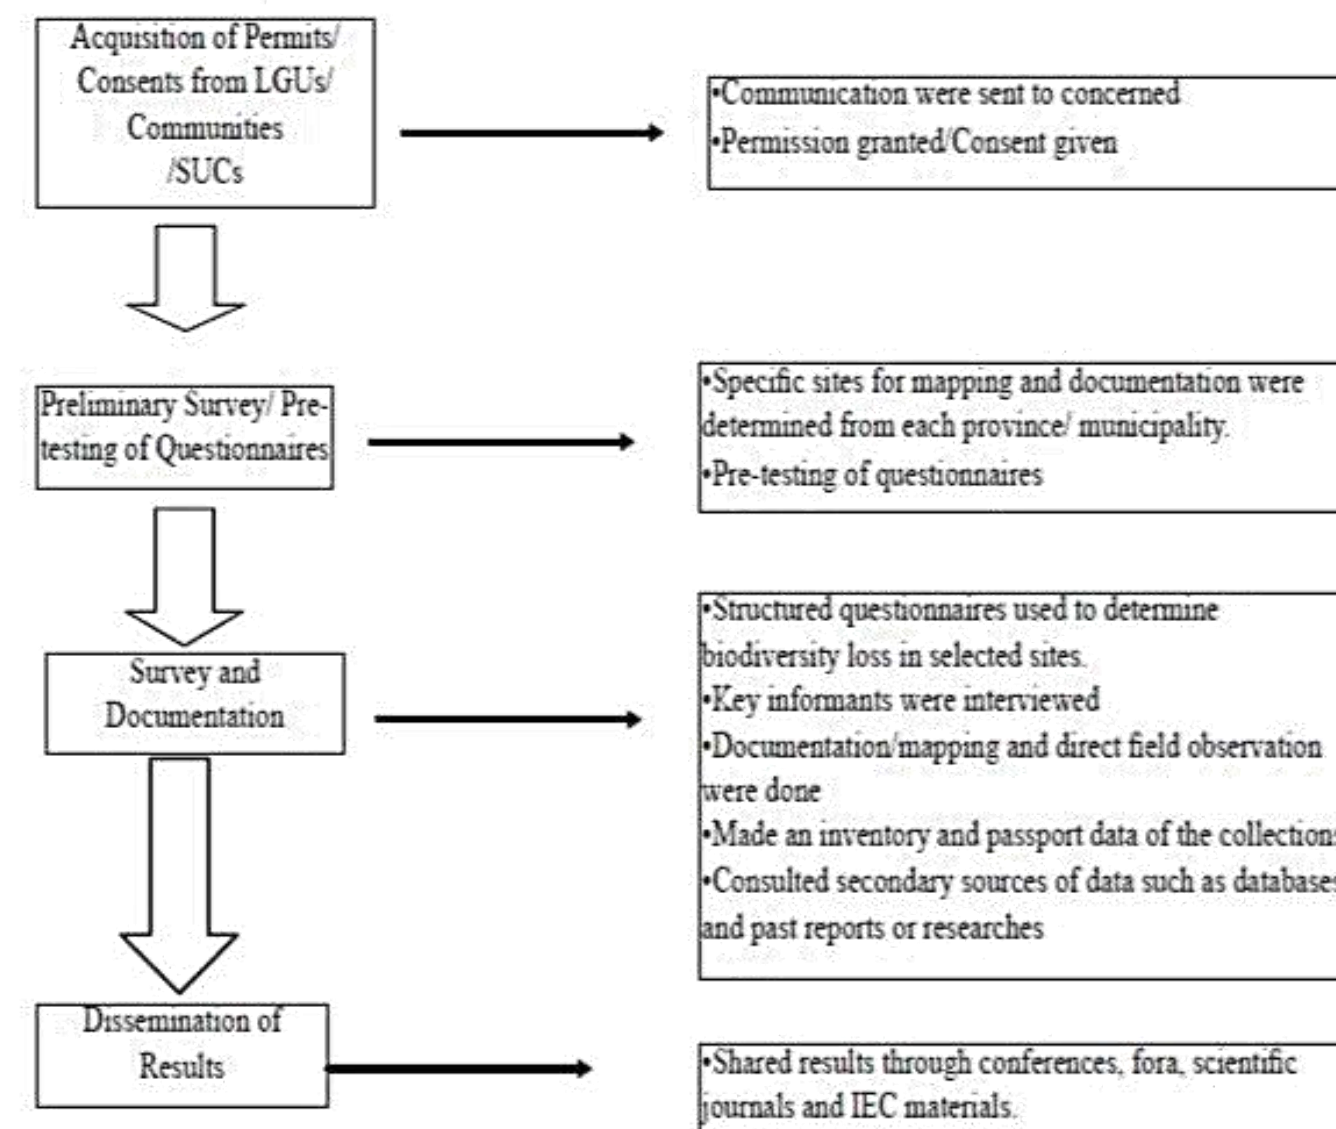 Acquisition of Permits/
Consents from LGUs/
Communities
/SUCs
•Communication were sent to concerned
•Permission granted/Consent given
Preliminary Survey/ Pre-
testing of Questionnaires
•Specific sites for mapping and documentation were
determined from each province/ municipality.
•Pre-testing of questionnaires
Survey and
Documentation
•Structured questionnaires used to determine
biodiversity loss in selected sites.
•Key informants were interviewed
•Documentation/mapping and direct field observation
were done
•Made an inventory and passport data of the collections
•Consulted secondary sources of data such as databases
and past reports or researches
Dissemination of
Results
•Shared results through conferences, fora, scientific
journals and IEC materials.